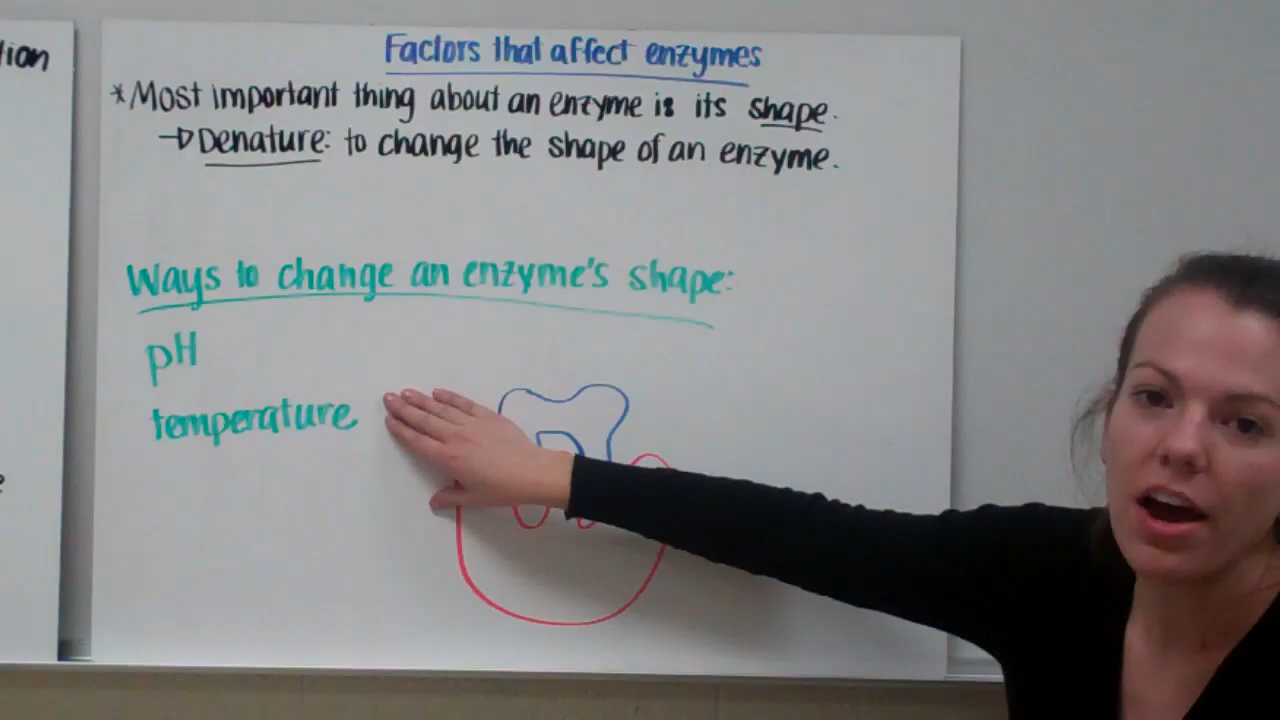 tion
Factors that affect enzymes
*Most important thing about an enzyme is its shape.
→Denature: to change the shape of an enzyme.
Ways to change an enzyme's shape:
pH
temperature